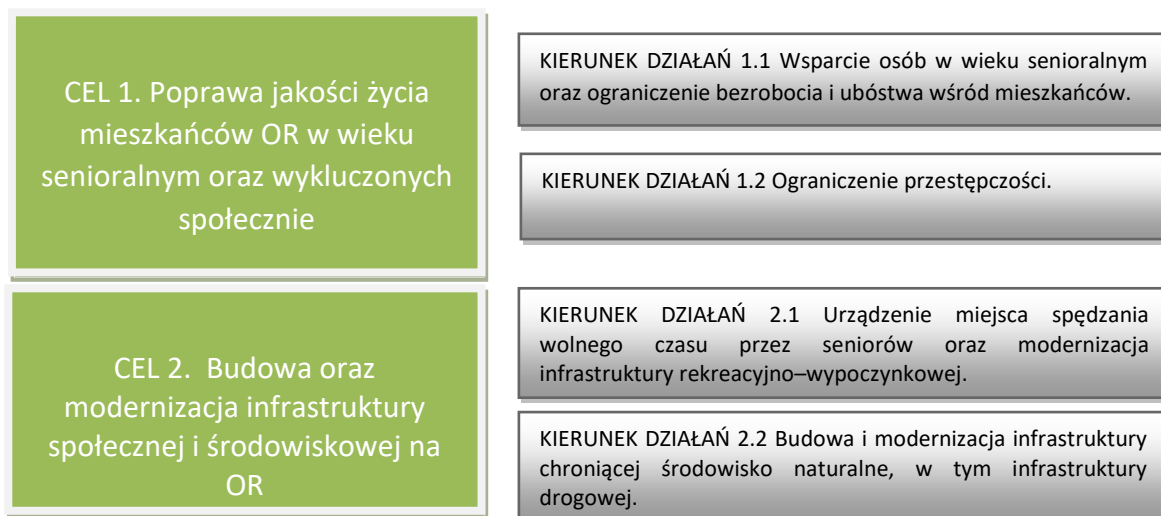 CEL 1. Poprawa jakości życia
mieszkańców OR w wieku
senioralnym oraz wykluczonych
społecznie
KIERUNEK DZIAŁAŃ 1.1 Wsparcie osób w wieku senioralnym
oraz ograniczenie bezrobocia i ubóstwa wśród mieszkańców.
KIERUNEK DZIAŁAŃ 1.2 Ograniczenie przestępczości.
CEL 2. Budowa oraz
modernizacja infrastruktury
społecznej i środowiskowej na
OR
KIERUNEK DZIAŁAŃ 2.1 Urządzenie miejsca spędzania
wolnego czasu przez seniorów oraz modernizacja
infrastruktury rekreacyjno–wypoczynkowej.
KIERUNEK DZIAŁAŃ 2.2 Budowa i modernizacja infrastruktury
chroniącej środowisko naturalne, w tym infrastruktury
drogowej.